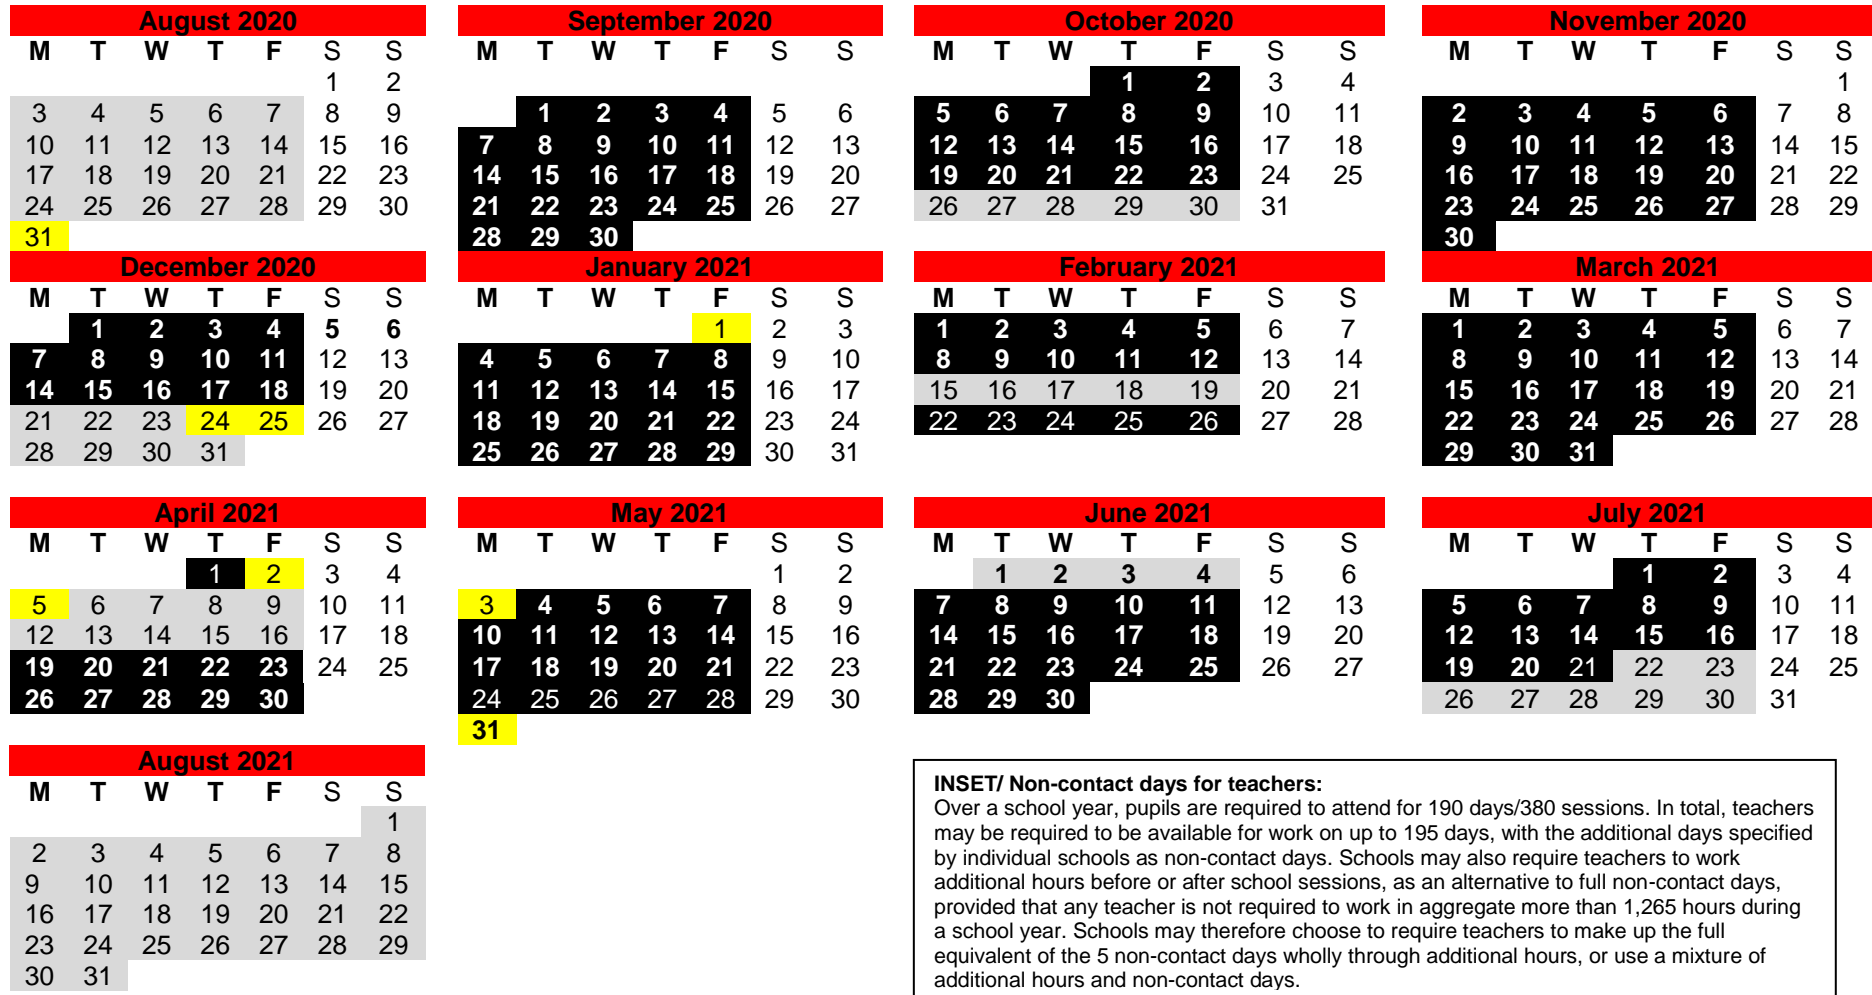 August 2020 September 2020 October 2020 November 2020
M T W T F S S M T W T F S S M T W T F S S M T W T F S S
1 2 1 2 3 4 1
3 4 5 6 7 8 9 1 2 3 4 5 6 5 6 7 8 9 10 11 2 3 4 5 6 7 8
10 11 12 13 14 15 16 7 8 9 10 11 12 13 12 13 14 15 16 17 18 9 10 11 12 13 14 15
17 18 19 20 21 22 23 14 15 16 17 18 19 20 19 20 21 22 23 24 25 16 17 18 19 20 21 22
24 25 26 27 28 29 30 21 22 23 24 25 26 27 26 27 28 29 30 31 23 24 25 26 27 28 29
31 28 29 30 30
December 2020 January 2021 February 2021 March 2021
M T W T F S S M T W T F S S M T W T F S S M T W T F S S
1 2 3 4 5 6 1 2 3 1 2 3 4 5 6 7 1 2 3 4 5 6 7
7 8 9 10 11 12 13 4 5 6 7 8 9 10 8 9 10 11 12 13 14 8 9 10 11 12 13 14
14 15 16 17 18 19 20 11 12 13 14 15 16 17 15 16 17 18 19 20 21 15 16 17 18 19 20 21
21 22 23 24 25 26 27 18 19 20 21 22 23 24 22 23 24 25 26 27 28 22 23 24 25 26 27 28
28 29 30 31 25 26 27 28 29 30 31 29 30 31
April 2021 May 2021 June 2021 July 2021
M T W T F S S M T W T F S S M T W T F S S M T W T F S S
1 2 3 4 1 2 1 2 3 4 5 6 1 2 3 4
5 6 7 8 9 10 11 3 4 5 6 7 8 9 7 8 9 10 11 12 13 5 6 7 8 9 10 11
12 13 14 15 16 17 18 10 11 12 13 14 15 16 14 15 16 17 18 19 20 12 13 14 15 16 17 18
19 20 21 22 23 24 25 17 18 19 20 21 22 23 21 22 23 24 25 26 27 19 20 21 22 23 24 25
26 27 28 29 30 24 25 26 27 28 29 30 28 29 30 26 27 28 29 30 31
31
August 2021
M T W T F S S
1
2 3 4 5 6 7 8
9 10 11 12 13 14 15
16 17 18 19 20 21 22
23 24 25 26 27 28 29
30 31
INSET/ Non-contact days for teachers:
Over a school year, pupils are required to attend for 190 days/380 sessions. In total, teachers
may be required to be available for work on up to 195 days, with the additional days specified
by individual schools as non-contact days. Schools may also require teachers to work
additional hours before or after school sessions, as an alternative to full non-contact days,
provided that any teacher is not required to work in aggregate more than 1,265 hours during
a school year. Schools may therefore choose to require teachers to make up the full
equivalent of the 5 non-contact days wholly through additional hours, or use a mixture of
additional hours and non-contact days.